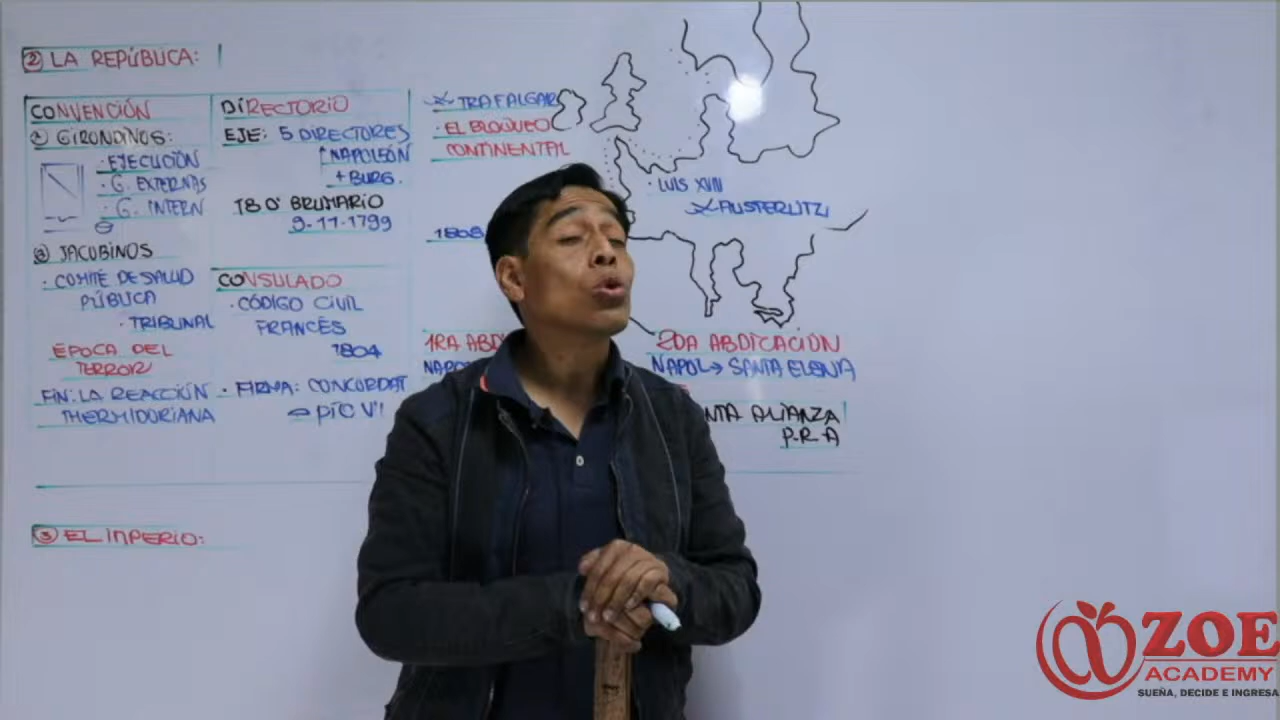 ② LA REPÚBLICA:
CONVENCIÓN
① GIRONDINOS:
· EJECUCIÓN
· G. EXTERNAS
· G. INTERN
② JACOBINOS
· COMITÉ DE SALUD
PÚBLICA
· TRIBUNAL
ÉPOCA DEL
TERROR
FIN: LA REACCIÓN
THERMIDORIANA
DIRECTORIO
EJE: 5 DIRECTORES
NAPOLEÓN
+ BURG.
18 0 BRUMARIO
9-11-1799
CONSULADO
· CÓDIGO CIVIL
FRANCÉS
1804
· FIRMA: CONCORDAT
PÍO VII
TRAFALGAR
· EL BLOQUEO
CONTINENTAL
· LUIS XVIII
AUSTERLITZ
1808
1RA ABDI
NAPO
2DA ABDICACIÓN
NAPOL → SANTA ELENA
NTA ALIANZA
P.R.A
③ EL IMPERIO:
ZOE
ACADEMY
SUEÑA, DECIDE E INGRESA